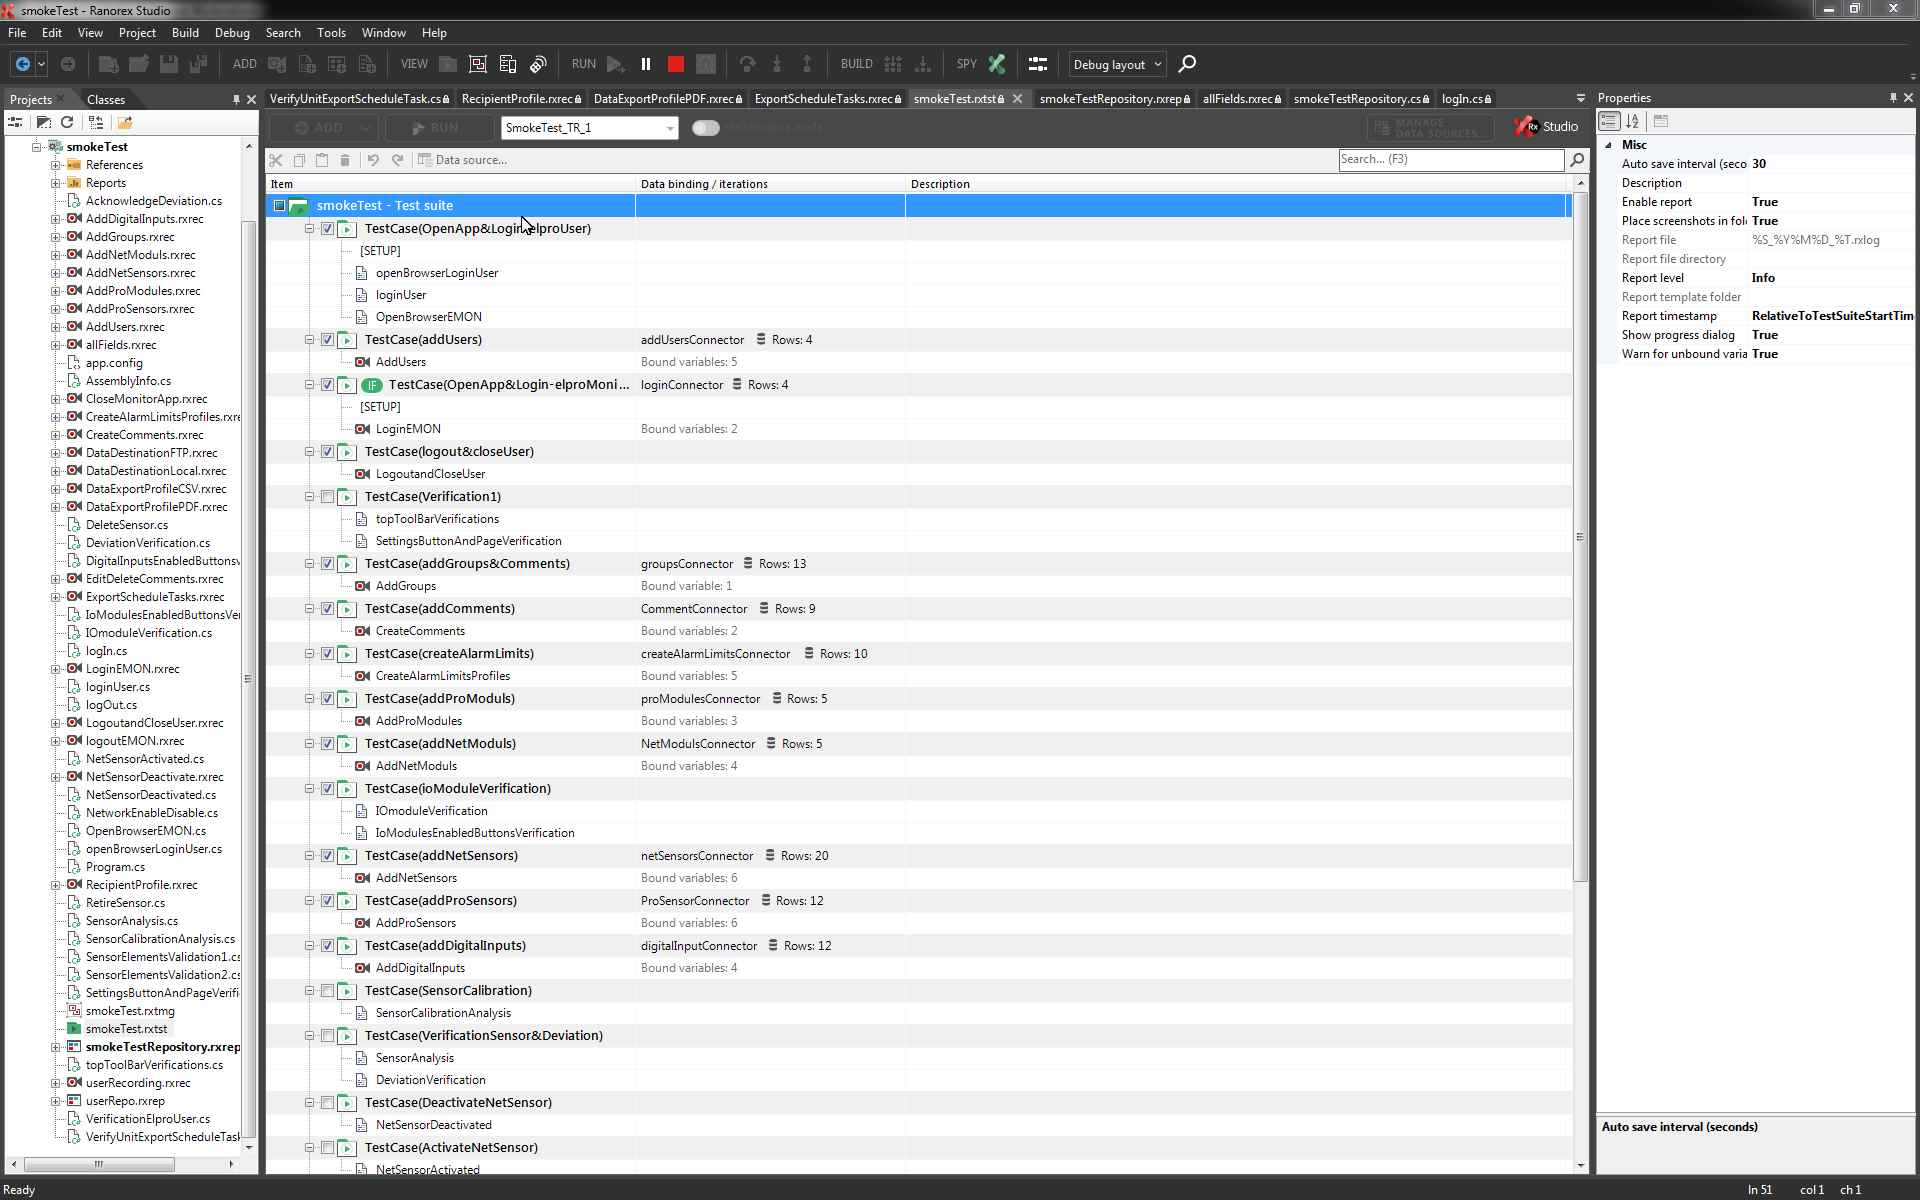 smokeTest - Ranorex Studio
File Edit View Project Build Debug Search Tools Window Help
ADD VIEW RUN BUILD SPY Debug layout
Projects Classes
VerifyUnitExportScheduleTask.cs RecipientProfile.rxrec DataExportProfilePDF.rxrec ExportScheduleTasks.rxrec smokeTest.rxtst smokeTestRepository.rxrep allFields.rxrec smokeTestRepository.cs logIn.cs
Properties
ADD RUN SmokeTest_TR_1 MANAGE DATA SOURCES... Rx Studio
Data source... Search... (F3)
smokeTest
References
Reports
AcknowledgeDeviation.cs
AddDigitalInputs.rxrec
AddGroups.rxrec
AddNetModuls.rxrec
AddNetSensors.rxrec
AddProModules.rxrec
AddProSensors.rxrec
AddUsers.rxrec
allFields.rxrec
app.config
AssemblyInfo.cs
CloseMonitorApp.rxrec
CreateAlarmLimitsProfiles.rxre
CreateComments.rxrec
DataDestinationFTP.rxrec
DataDestinationLocal.rxrec
DataExportProfileCSV.rxrec
DataExportProfilePDF.rxrec
DeleteSensor.cs
DeviationVerification.cs
DigitalInputsEnabledButtonsv
EditDeleteComments.rxrec
ExportScheduleTasks.rxrec
IoModulesEnabledButtonsVer
IOmoduleVerification.cs
logIn.cs
LoginEMON.rxrec
loginUser.cs
logOut.cs
LogoutandCloseUser.rxrec
logoutEMON.rxrec
NetSensorActivated.cs
NetSensorDeactivate.rxrec
NetSensorDeactivated.cs
NetworkEnableDisable.cs
OpenBrowserEMON.cs
openBrowserLoginUser.cs
Program.cs
RecipientProfile.rxrec
RetireSensor.cs
SensorAnalysis.cs
SensorCalibrationAnalysis.cs
SensorElementsValidation1.cs
SensorElementsValidation2.cs
SettingsButtonAndPageVerifi
smokeTest.rxtmg
smokeTest.rxtst
smokeTestRepository.rxrep
topToolBarVerifications.cs
userRecording.rxrec
userRepo.rxrep
VerificationElproUser.cs
VerifyUnitExportScheduleTask
Item Data binding / iterations Description
smokeTest - Test suite
TestCase(OpenApp&Login-elproUser)
[SETUP]
openBrowserLoginUser
loginUser
OpenBrowserEMON
TestCase(addUsers) addUsersConnector Rows: 4
AddUsers Bound variables: 5
IF TestCase(OpenApp&Login-elproMoni... loginConnector Rows: 4
[SETUP]
LoginEMON Bound variables: 2
TestCase(logout&closeUser)
LogoutandCloseUser
TestCase(Verification1)
topToolBarVerifications
SettingsButtonAndPageVerification
TestCase(addGroups&Comments) groupsConnector Rows: 13
AddGroups Bound variable: 1
TestCase(addComments) CommentConnector Rows: 9
CreateComments Bound variables: 2
TestCase(createAlarmLimits) createAlarmLimitsConnector Rows: 10
CreateAlarmLimitsProfiles Bound variables: 5
TestCase(addProModuls) proModulesConnector Rows: 5
AddProModules Bound variables: 3
TestCase(addNetModuls) NetModulsConnector Rows: 5
AddNetModuls Bound variables: 4
TestCase(ioModuleVerification)
IOmoduleVerification
IoModulesEnabledButtonsVerification
TestCase(addNetSensors) netSensorsConnector Rows: 20
AddNetSensors Bound variables: 6
TestCase(addProSensors) ProSensorConnector Rows: 12
AddProSensors Bound variables: 6
TestCase(addDigitalInputs) digitalInputConnector Rows: 12
AddDigitalInputs Bound variables: 4
TestCase(SensorCalibration)
SensorCalibrationAnalysis
TestCase(VerificationSensor&Deviation)
SensorAnalysis
DeviationVerification
TestCase(DeactivateNetSensor)
NetSensorDeactivated
TestCase(ActivateNetSensor)
NetSensorActivated
Misc
Auto save interval (seco 30
Description
Enable report True
Place screenshots in fol True
Report file %S_%Y%M%D_%T.rxlog
Report file directory
Report level Info
Report template folder
Report timestamp RelativeToTestSuiteStartTim
Show progress dialog True
Warn for unbound varia True
Auto save interval (seconds)
Ready ln 51 col 1 ch 1